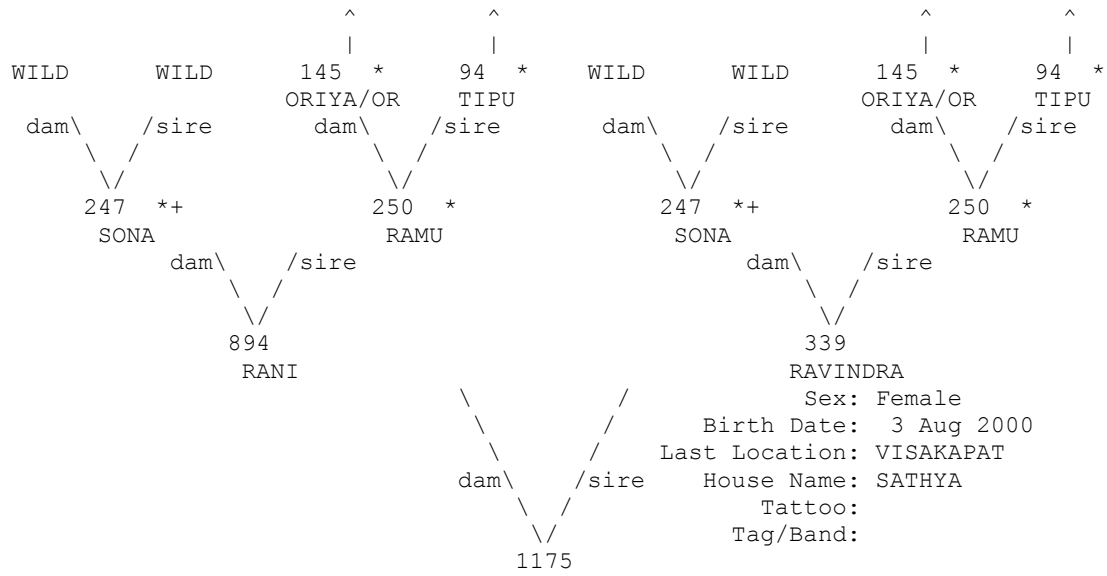 ^ ^ ^ ^
| | | |
WILD WILD 145 * 94 * WILD WILD 145 * 94 *
ORIYA/OR TIPU ORIYA/OR TIPU
dam\ /sire dam\ /sire dam\ /sire dam\ /sire
\ / \ / \ / \ /
\/ \/ \/ \/
247 *+ 250 * 247 *+ 250 *
SONA RAMU SONA RAMU
dam\ /sire dam\ /sire
\ / \ /
\/ \/
894 339
RANI RAVINDRA
\ / Sex: Female
\ / Birth Date: 3 Aug 2000
\ / Last Location: VISAKAPAT
dam\ /sire House Name: SATHYA
\ / Tattoo:
\/ Tag/Band:
1175